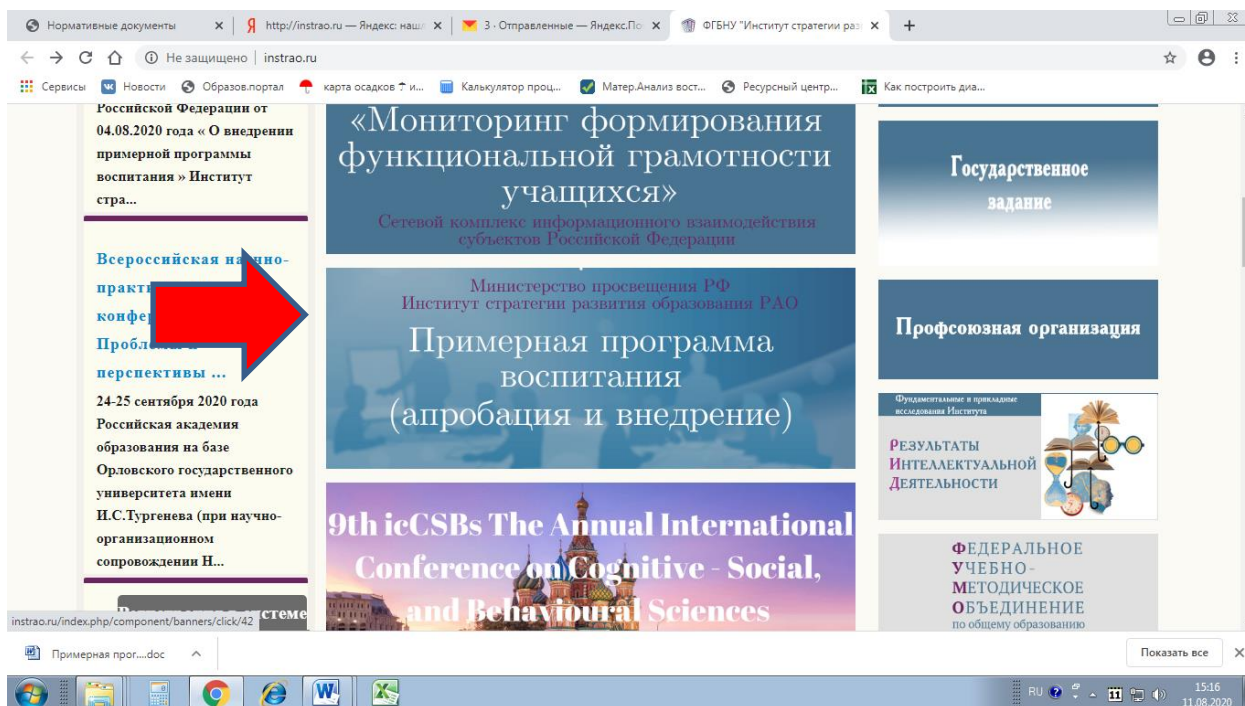 Нормативные документы
http://instrao.ru — Яндекс: наш
3 · Отправленные — Яндекс.По
ФГБНУ "Институт стратегии раз
Не защищено | instrao.ru
Сервисы
Новости
Образов.портал
карта осадков ☂ и...
Калькулятор проц...
Матер.Анализ вост...
Ресурсный центр...
Как построить диа...
Российской Федерации от
04.08.2020 года « О внедрении
примерной программы
воспитания » Институт
стра...
Всероссийская
перспективы ...
24-25 сентября 2020 года
Российская академия
образования на базе
Орловского государственного
университета имени
И.С.Тургенева (при научно-
организационном
сопровождении Н...
«Мониторинг формирования
функциональной грамотности
учащихся»
Сетевой комплекс информационного взаимодействия
субъектов Российской Федерации
Министерство просвещения РФ
Институт стратегии развития образования РАО
Примерная программа
воспитания
(апробация и внедрение)
9th icCSBs The Annual International
Conference on Cognitive - Social,
and Behavioural Sciences
Государственное
задание
Профсоюзная организация
Фундаментальные и прикладные
исследования Института
Результаты
Интеллектуальной
Деятельности
ФЕДЕРАЛЬНОЕ
УЧЕБНО-
МЕТОДИЧЕСКОЕ
ОБЪЕДИНЕНИЕ
по общему образованию
instrao.ru/index.php/component/banners/click/42
Примерная прог....doc
Показать все
RU
15:16
11.08.2020